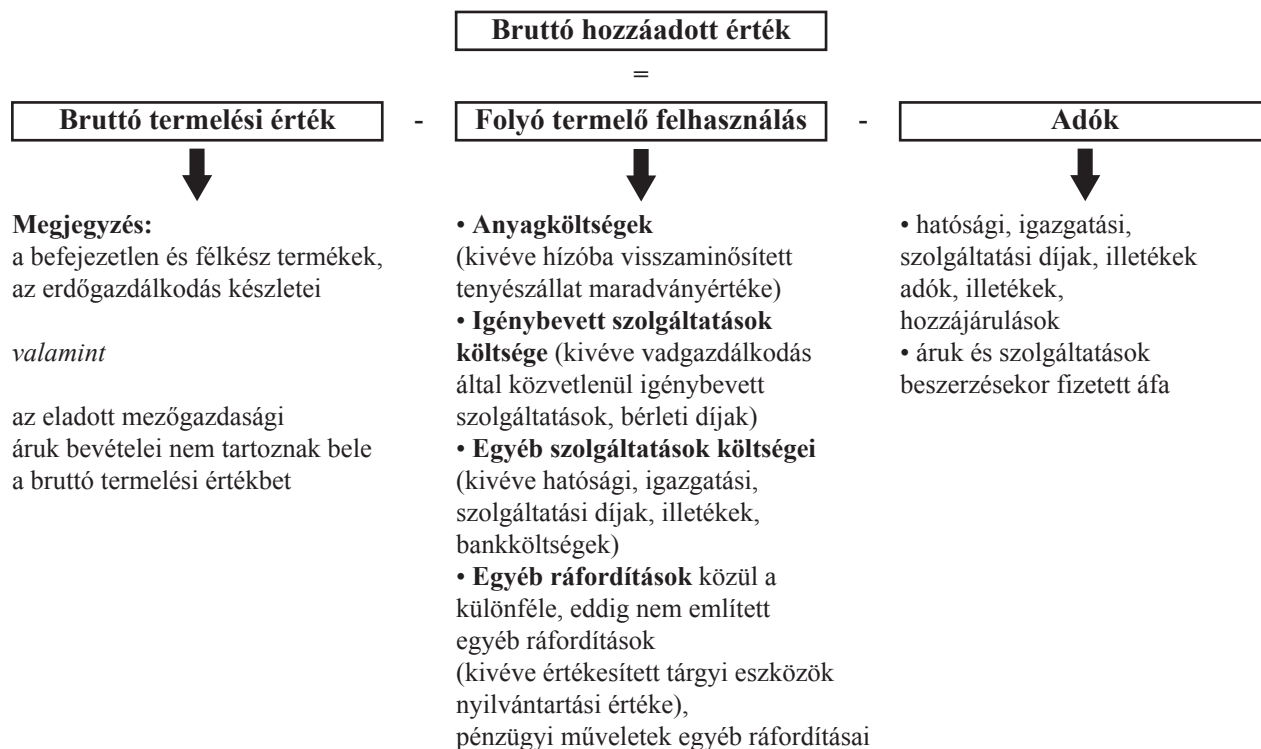 Bruttó hozzáadott érték
=
Bruttó termelési érték - Folyó termelő felhasználás - Adók
Megjegyzés:
a befejezetlen és félkész termékek,
az erdőgazdálkodás készletei
valamint
az eladott mezőgazdasági
áruk bevételei nem tartoznak bele
a bruttó termelési értékbet
• Anyagköltségek
(kivéve hízóba visszaminősített
tenyészállat maradványértéke)
• Igénybevett szolgáltatások
költsége (kivéve vadgazdálkodás
által közvetlenül igénybevett
szolgáltatások, bérleti díjak)
• Egyéb szolgáltatások költségei
(kivéve hatósági, igazgatási,
szolgáltatási díjak, illetékek,
bankköltségek)
• Egyéb ráfordítások közül a
különféle, eddig nem említett
egyéb ráfordítások
(kivéve értékesített tárgyi eszközök
nyilvántartási értéke),
pénzügyi műveletek egyéb ráfordításai
• hatósági, igazgatási,
szolgáltatási díjak, illetékek
adók, illetékek,
hozzájárulások
• áruk és szolgáltatások
beszerzésekor fizetett áfa